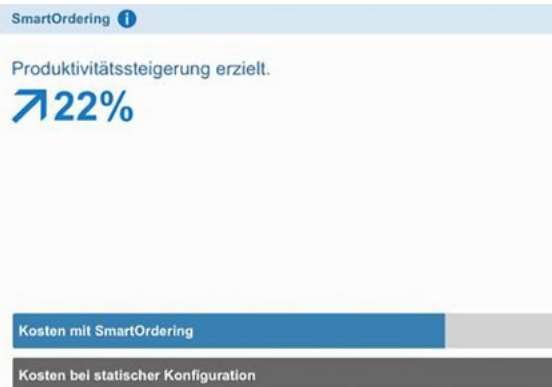 SmartOrdering
Produktivitätssteigerung erzielt.
22%
Kosten mit SmartOrdering
Kosten bei statischer Konfiguration